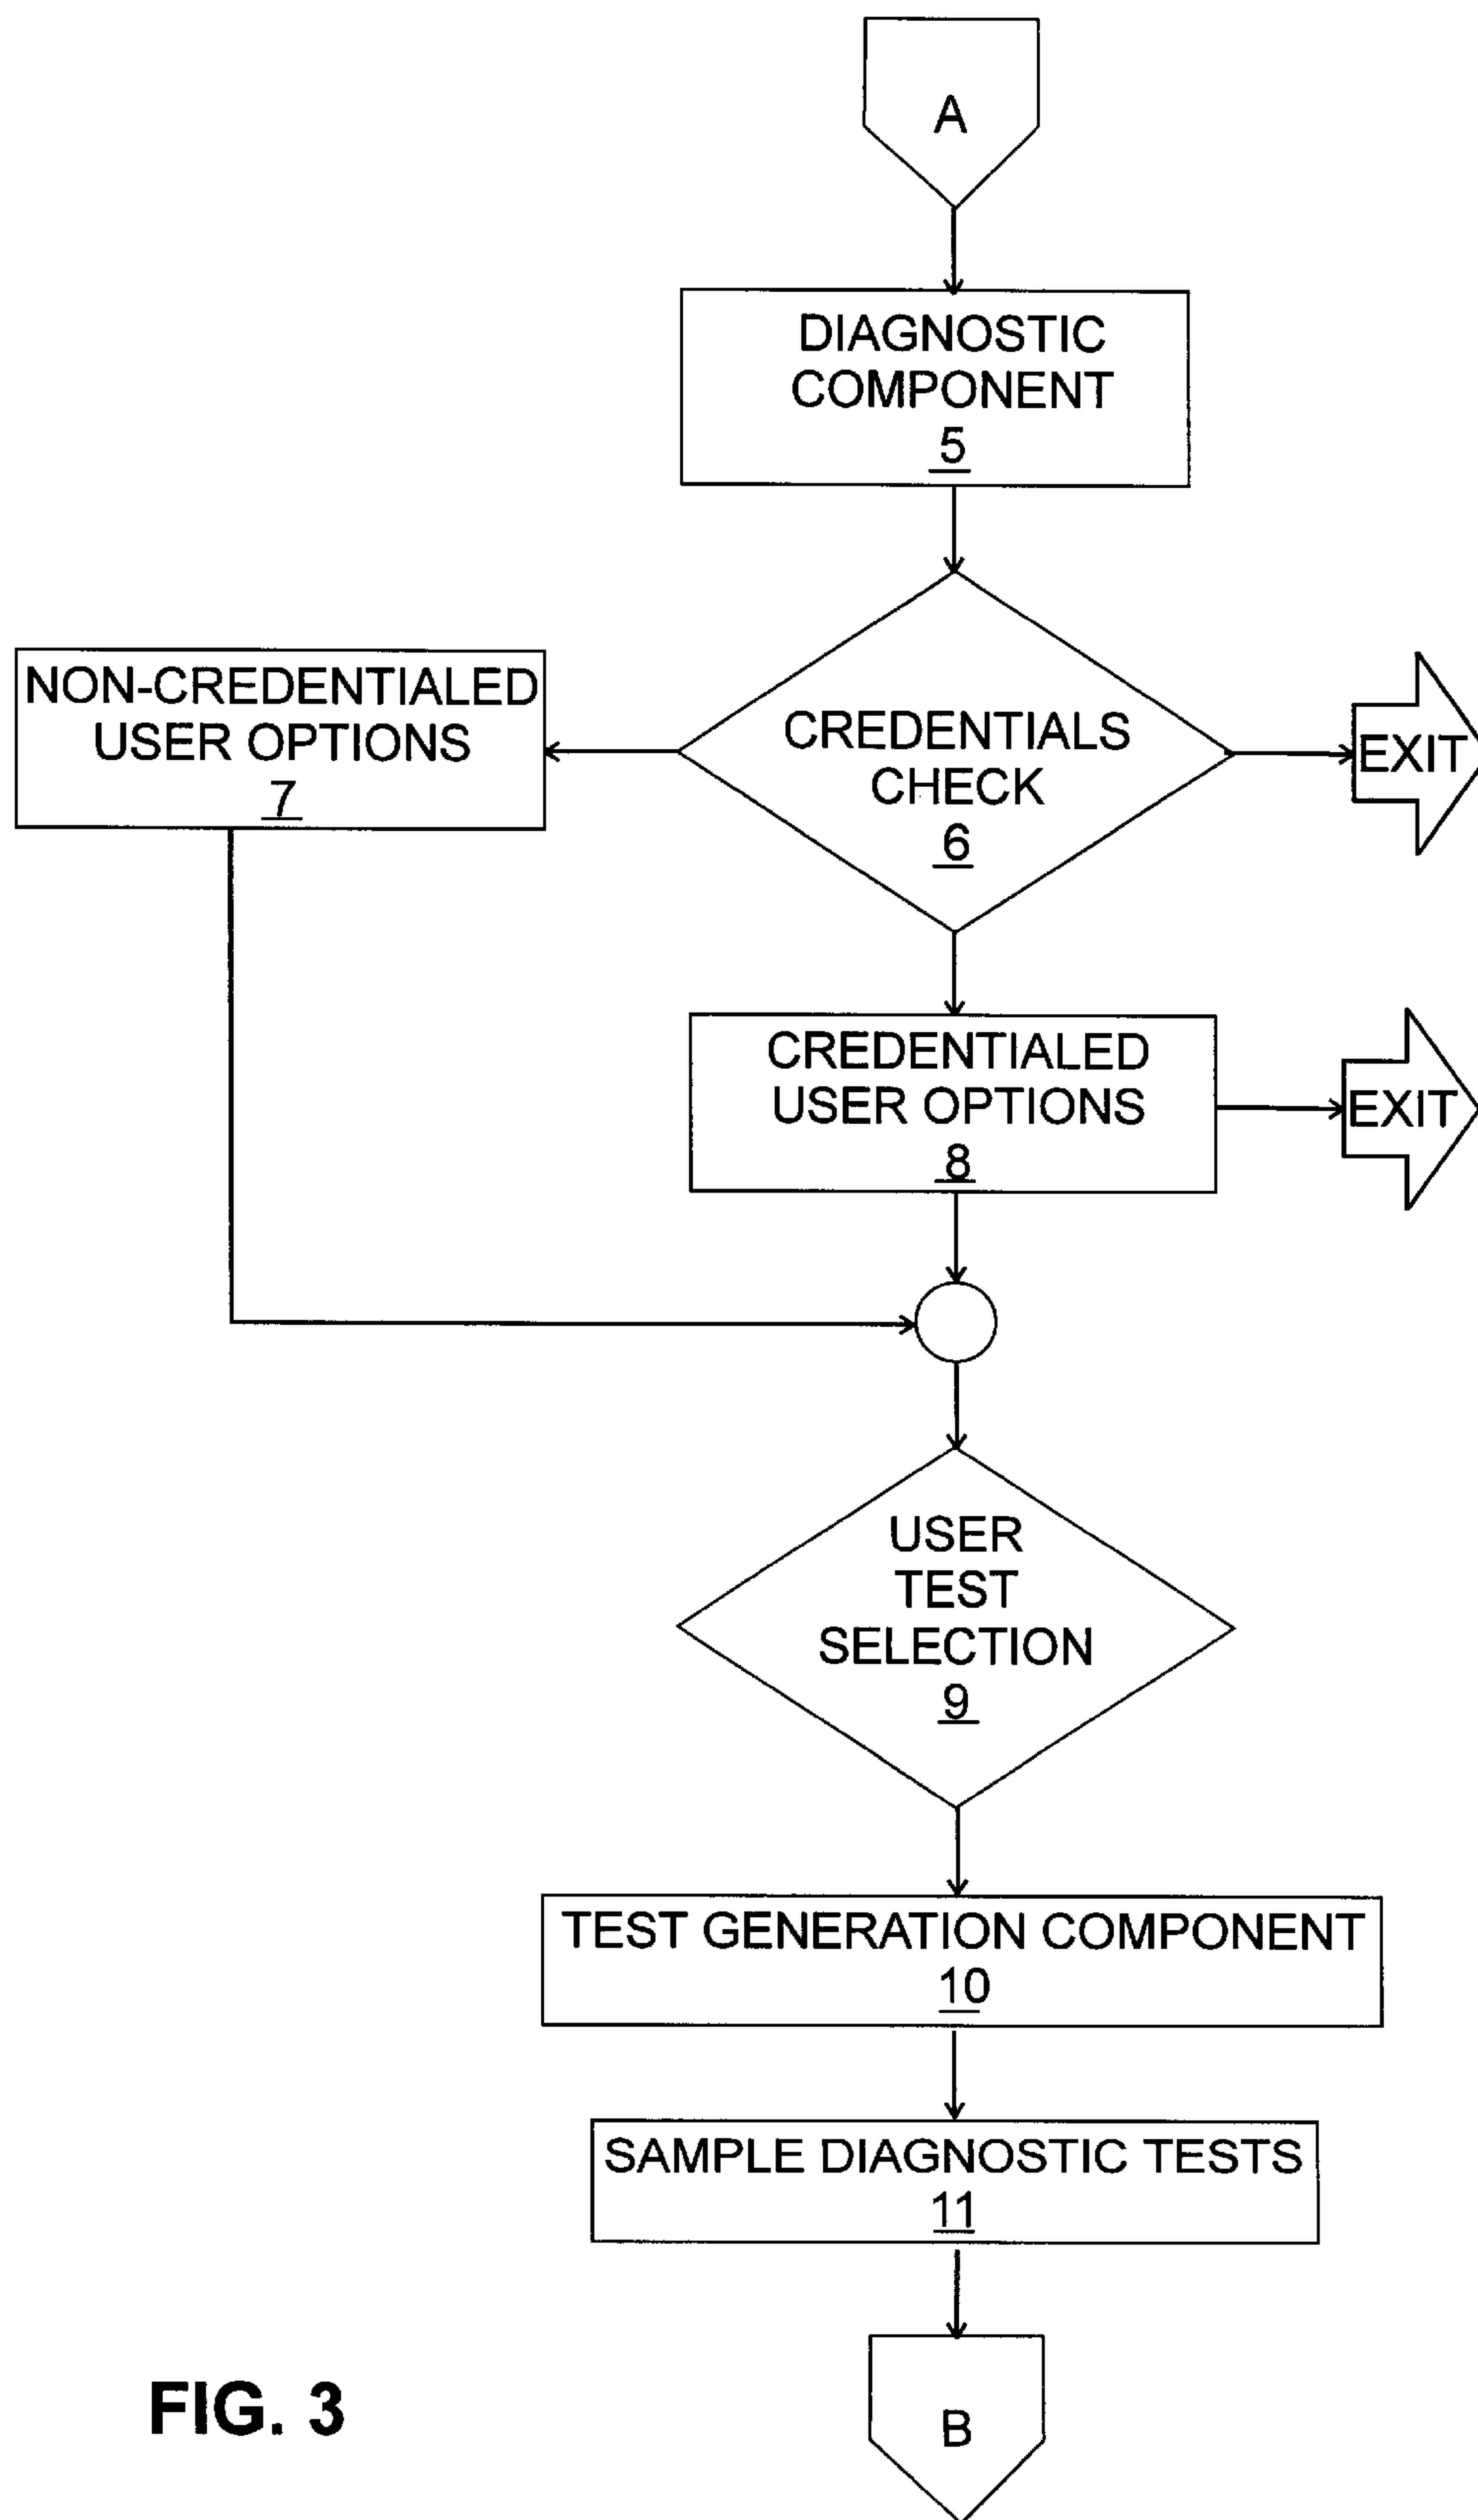 A
DIAGNOSTIC
COMPONENT
5
NON-CREDENTIALED
USER OPTIONS
7
CREDENTIALS
CHECK
6
EXIT
CREDENTIALED
USER OPTIONS
8
EXIT
USER
TEST
SELECTION
9
TEST GENERATION COMPONENT
10
SAMPLE DIAGNOSTIC TESTS
11
B
FIG. 3